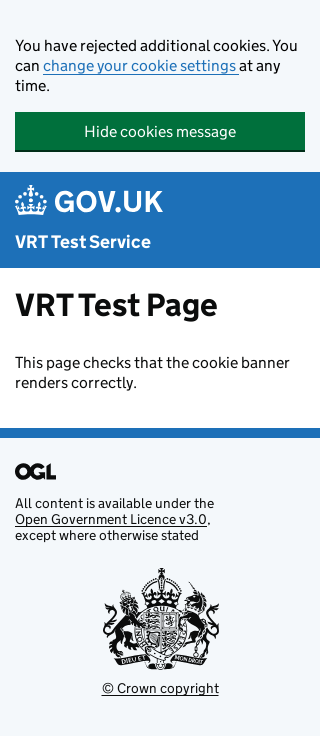 You have rejected additional cookies. You
can change your cookie settings at any
time.
Hide cookies message
GOV.UK
VRT Test Service
VRT Test Page
This page checks that the cookie banner
renders correctly.
OGL
All content is available under the
Open Government Licence v3.0,
except where otherwise stated
DIEU ET MON DROIT
© Crown copyright